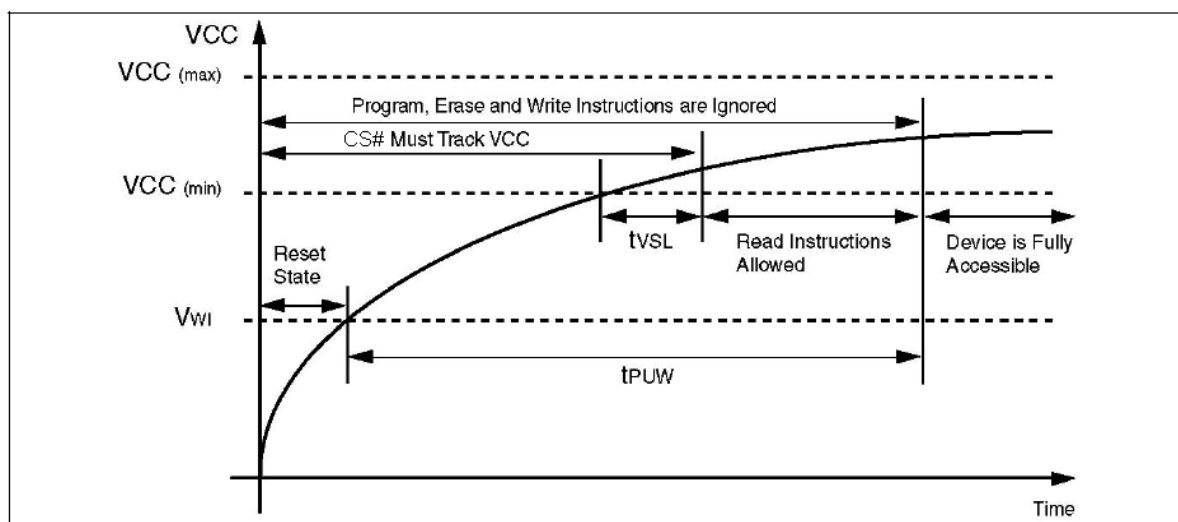 VCC
VCC (max)
Program, Erase and Write Instructions are Ignored
CS# Must Track VCC
VCC (min)
tVSL
Read Instructions
Allowed
Device is Fully
Accessible
Reset
State
VWI
tPUW
Time